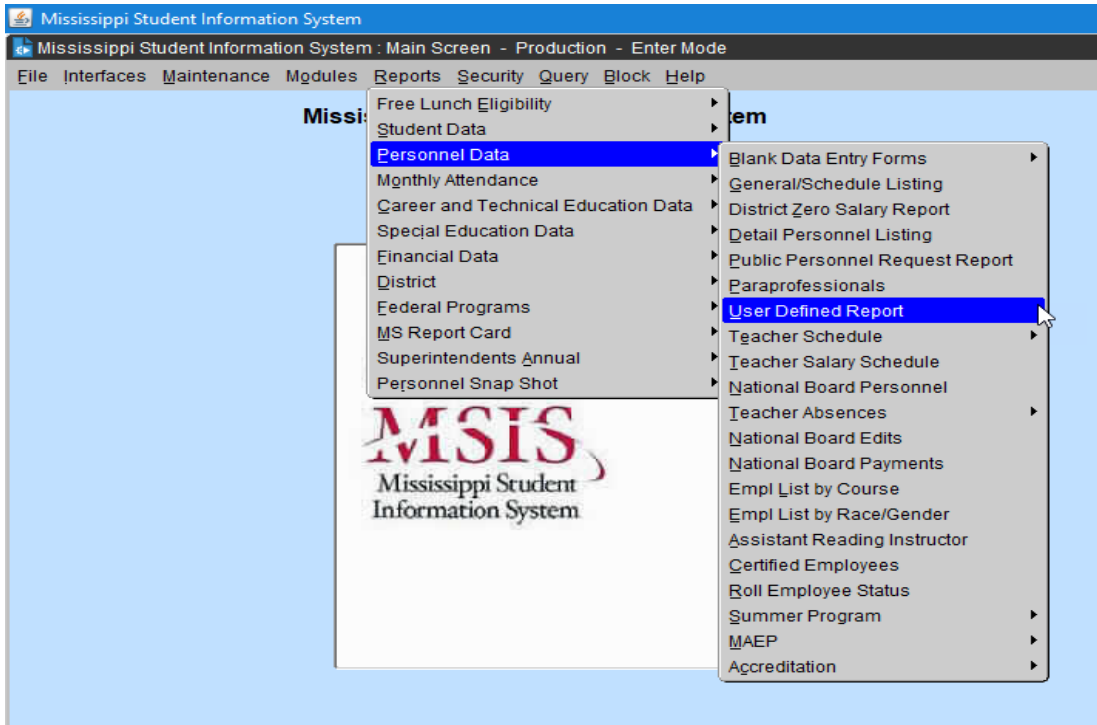 Mississippi Student Information System
Mississippi Student Information System : Main Screen - Production - Enter Mode
File Interfaces Maintenance Modules Reports Security Query Block Help
Missi
tem
Free Lunch Eligibility
Student Data
Personnel Data
Monthly Attendance
Career and Technical Education Data
Special Education Data
Financial Data
District
Federal Programs
MS Report Card
Superintendents Annual
Personnel Snap Shot
Blank Data Entry Forms
General/Schedule Listing
District Zero Salary Report
Detail Personnel Listing
Public Personnel Request Report
Paraprofessionals
User Defined Report
Teacher Schedule
Teacher Salary Schedule
National Board Personnel
Teacher Absences
National Board Edits
National Board Payments
Empl List by Course
Empl List by Race/Gender
Assistant Reading Instructor
Certified Employees
Roll Employee Status
Summer Program
MAEP
Accreditation
MSIS
Mississippi Student
Information System